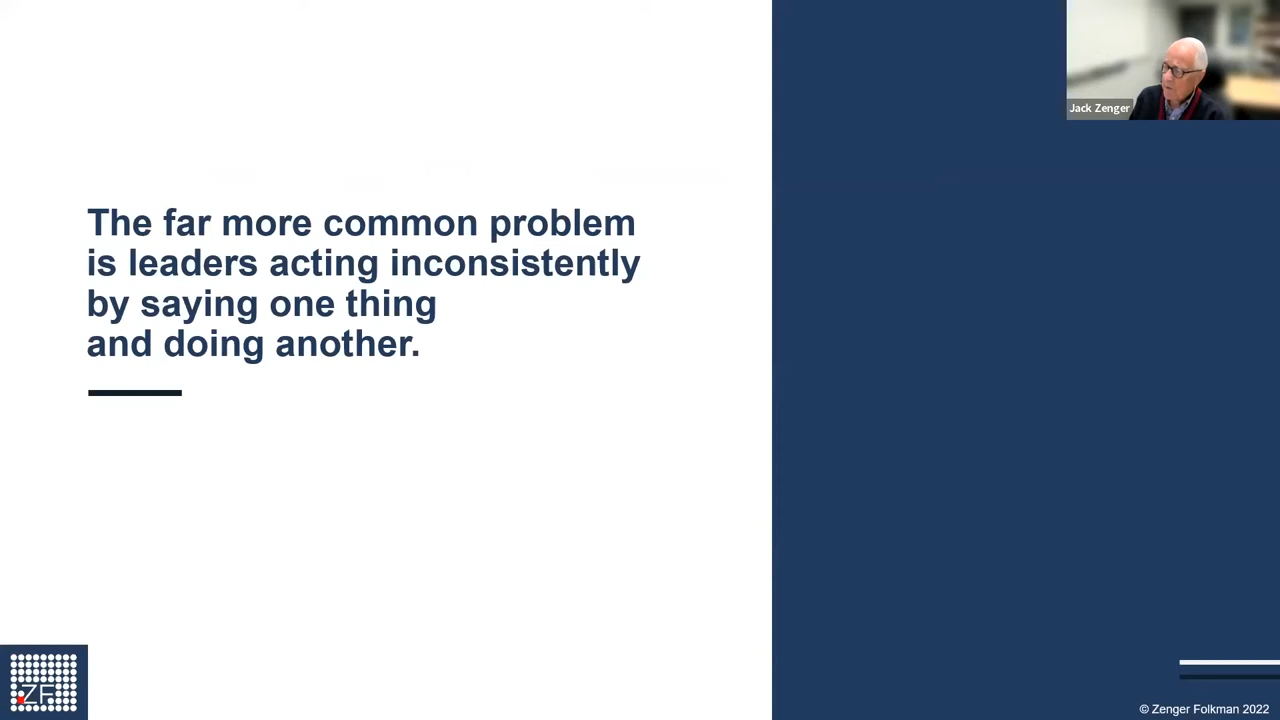 Jack Zenger
The far more common problem
is leaders acting inconsistently
by saying one thing
and doing another.
ZF
© Zenger Folkman 2022